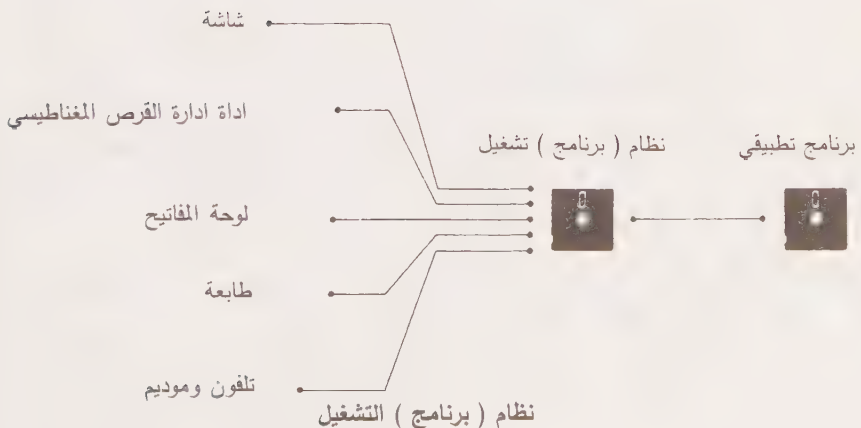 شاشة
اداة ادارة القرص المغناطيسي
برنامج تطبيقي
نظام ( برنامج ) تشغيل
لوحة المفاتيح
طابعة
تلفون وموديم
نظام ( برنامج ) التشغيل